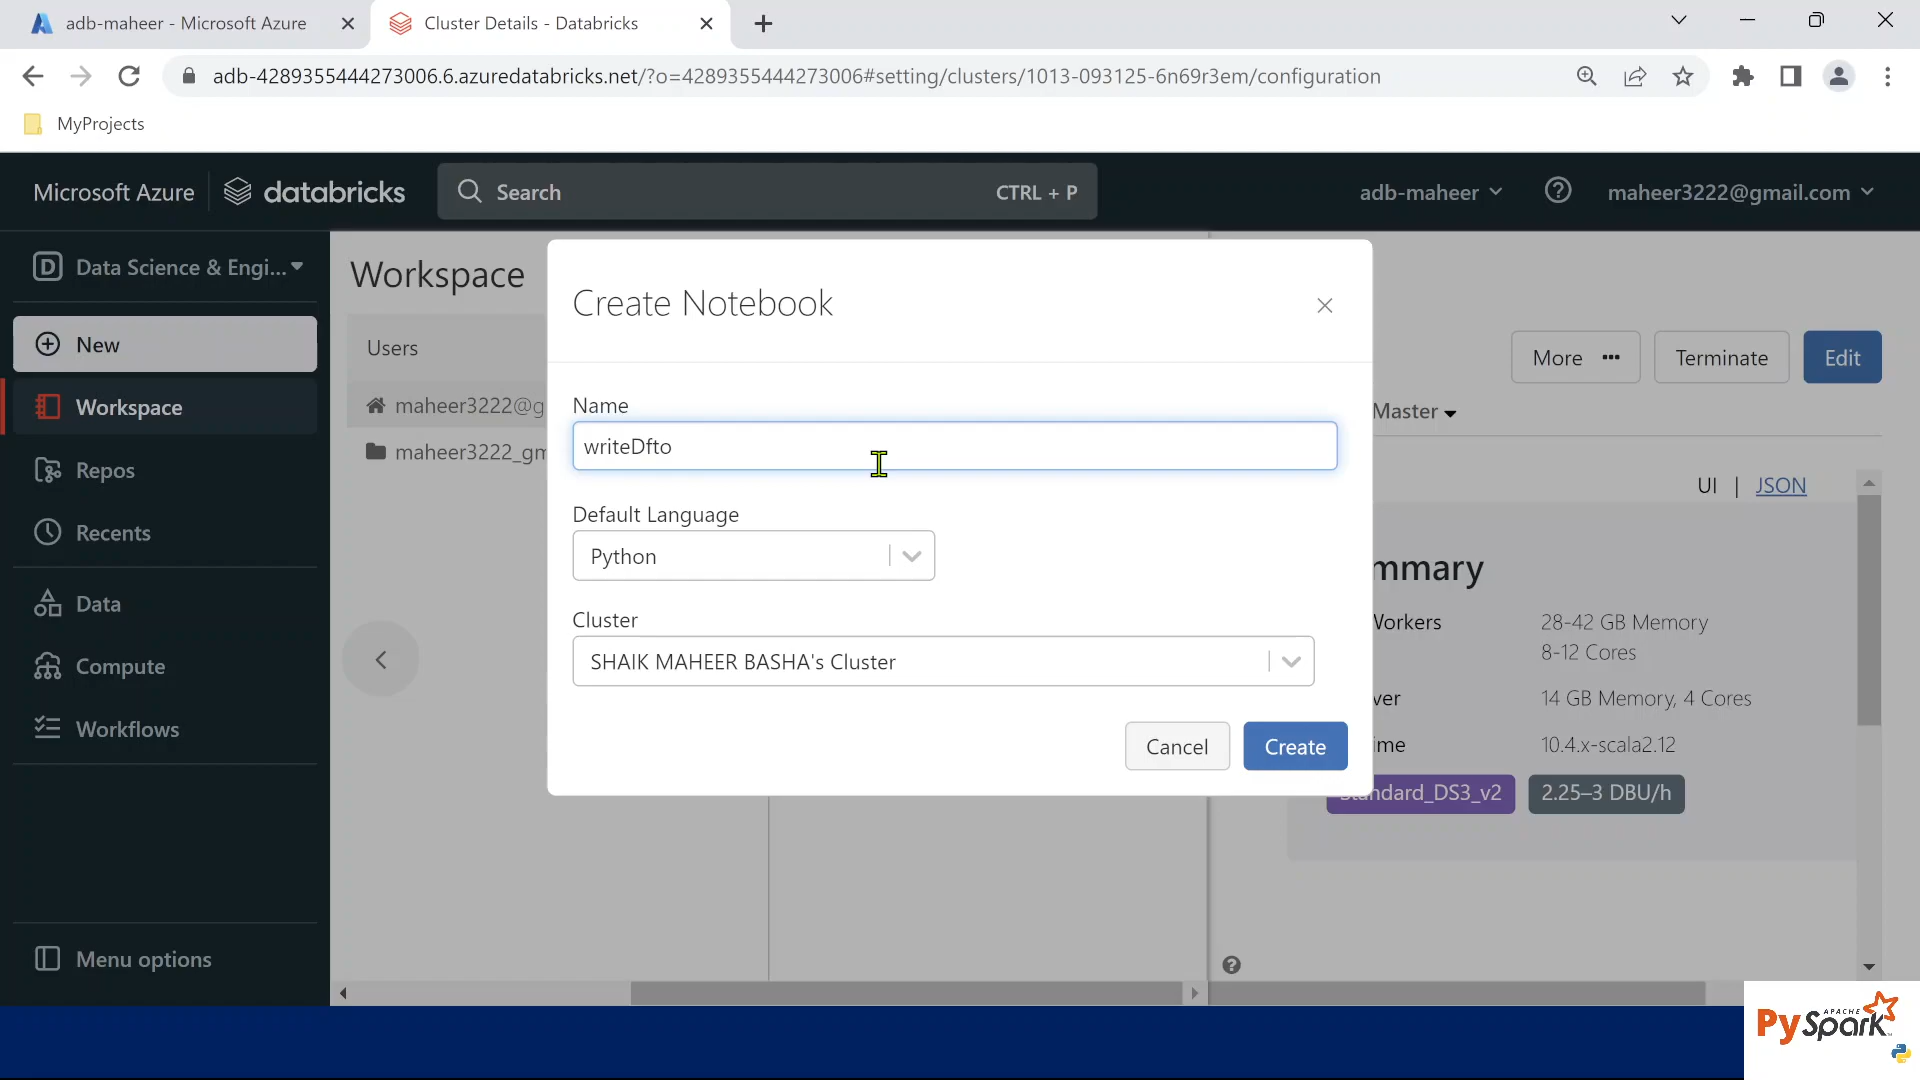 adb-maheer - Microsoft Azure
Cluster Details - Databricks
adb-4289355444273006.6.azuredatabricks.net/?o=4289355444273006#setting/clusters/1013-093125-6n69r3em/configuration
MyProjects
Microsoft Azure
databricks
Search
CTRL + P
adb-maheer
maheer3222@gmail.com
Data Science & Engi...
New
Workspace
Repos
Recents
Data
Compute
Workflows
Menu options
Workspace
Users
maheer3222@g
maheer3222_gm
Create Notebook
Name
writeDfto
Default Language
Python
Cluster
SHAIK MAHEER BASHA's Cluster
Cancel
Create
More
Terminate
Edit
Master
UI | JSON
mmary
Workers
28-42 GB Memory
8-12 Cores
ver
14 GB Memory, 4 Cores
ime
10.4.x-scala2.12
Standard_DS3_v2
2.25–3 DBU/h
APACHE
PySpark